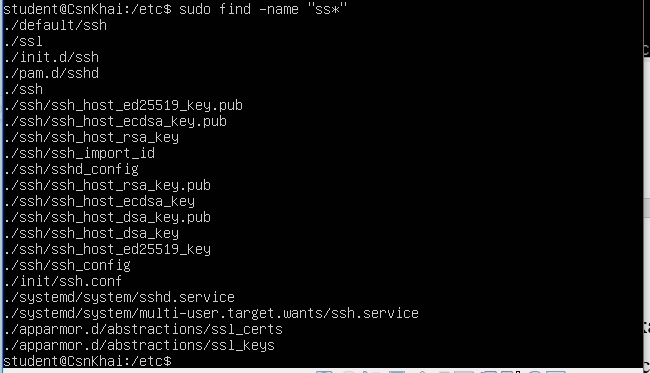 student@CsnKhai:/etc$ sudo find -name "ss*"
./default/ssh
./ssl
./init.d/ssh
./pam.d/sshd
./ssh
./ssh/ssh_host_ed25519_key.pub
./ssh/ssh_host_ecdsa_key.pub
./ssh/ssh_host_rsa_key
./ssh/ssh_import_id
./ssh/sshd_config
./ssh/ssh_host_rsa_key.pub
./ssh/ssh_host_ecdsa_key
./ssh/ssh_host_dsa_key.pub
./ssh/ssh_host_dsa_key
./ssh/ssh_host_ed25519_key
./ssh/ssh_config
./init/ssh.conf
./systemd/system/sshd.service
./systemd/system/multi-user.target.wants/ssh.service
./apparmor.d/abstractions/ssl_certs
./apparmor.d/abstractions/ssl_keys
student@CsnKhai:/etc$